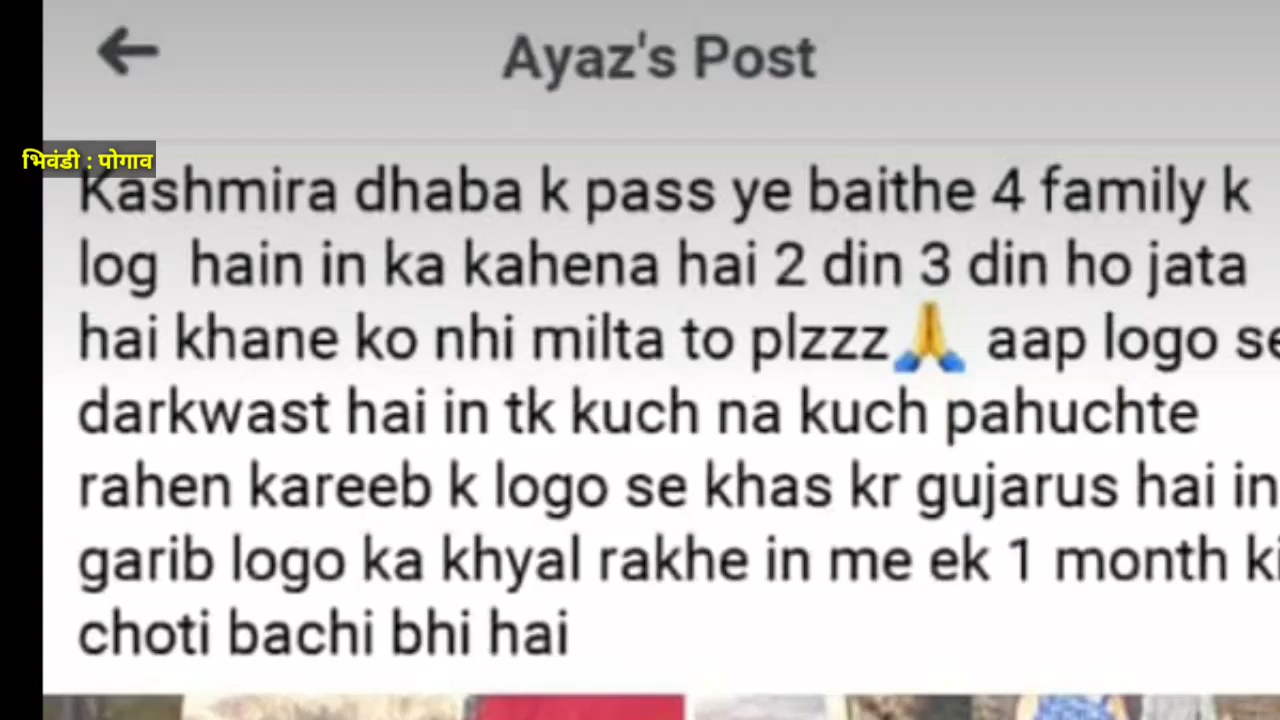 Ayaz's Post
भिवंडी : पोगाव
Kashmira dhaba k pass ye baithe 4 family k
log hain in ka kahena hai 2 din 3 din ho jata
hai khane ko nhi milta to plzzz🙏 aap logo se
darkwast hai in tk kuch na kuch pahuchte
rahen kareeb k logo se khas kr gujarus hai in
garib logo ka khyal rakhe in me ek 1 month ki
choti bachi bhi hai